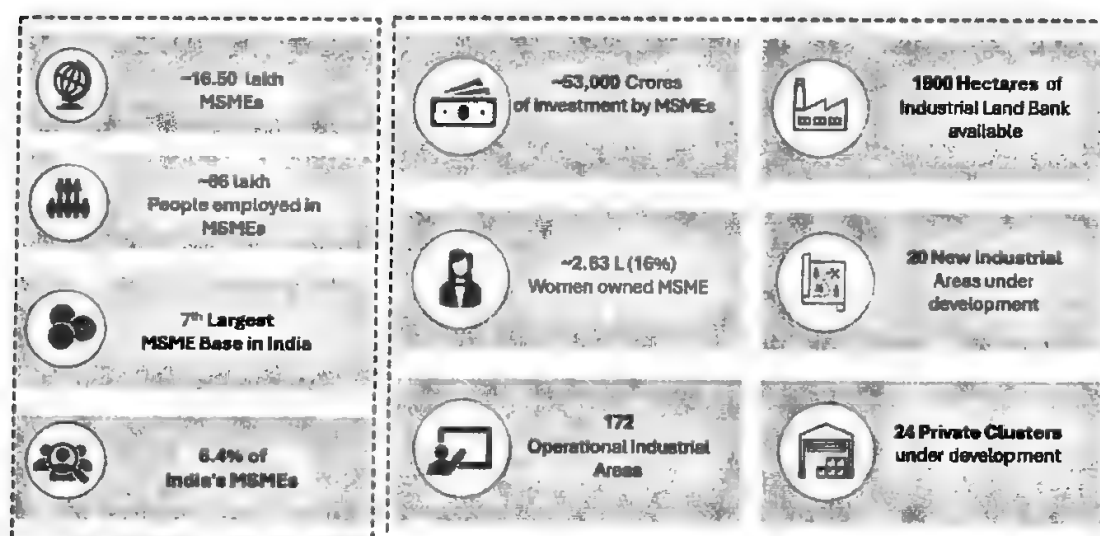 ~16.50 lakh
MSMEs
~66 lakh
People employed in
MSMEs
7th Largest
MSME Base in India
6.4% of
India's MSMEs
~53,000 Crores
of investment by MSMEs
~2.63 L (16%)
Women owned MSME
172
Operational Industrial
Areas
1800 Hectares of
Industrial Land Bank
available
20 New Industrial
Areas under
development
24 Private Clusters
under development